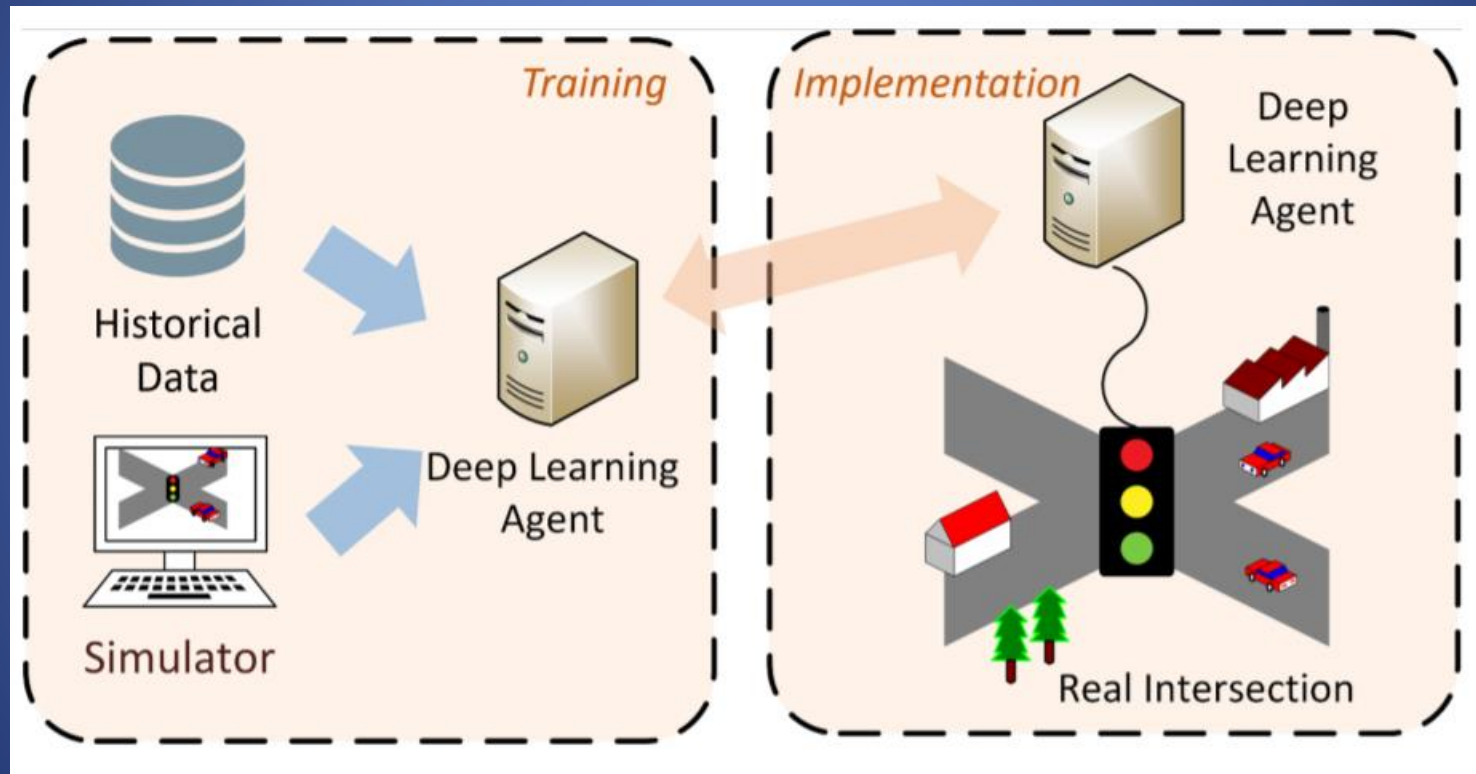 Training
Historical
Data
Deep Learning
Agent
Simulator
Implementation
Deep
Learning
Agent
Real Intersection